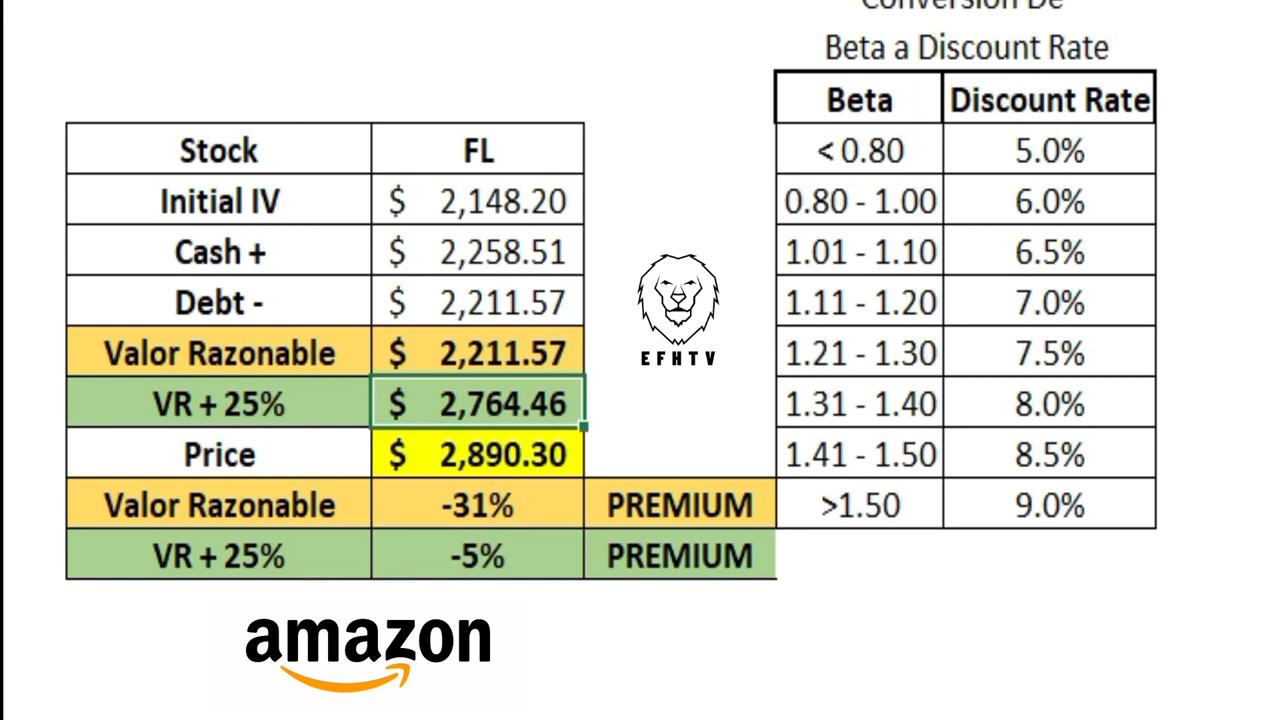 Conversion De
Beta a Discount Rate
Beta Discount Rate
< 0.80 5.0%
0.80 - 1.00 6.0%
1.01 - 1.10 6.5%
1.11 - 1.20 7.0%
1.21 - 1.30 7.5%
1.31 - 1.40 8.0%
1.41 - 1.50 8.5%
>1.50 9.0%
Stock FL
Initial IV $ 2,148.20
Cash + $ 2,258.51
Debt - $ 2,211.57
Valor Razonable $ 2,211.57
VR + 25% $ 2,764.46
Price $ 2,890.30
Valor Razonable -31% PREMIUM
VR + 25% -5% PREMIUM
EFHTV
amazon